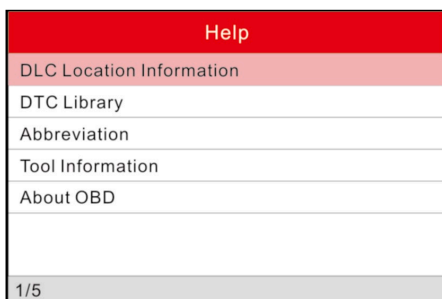 Help
DLC Location Information
DTC Library
Abbreviation
Tool Information
About OBD
1/5